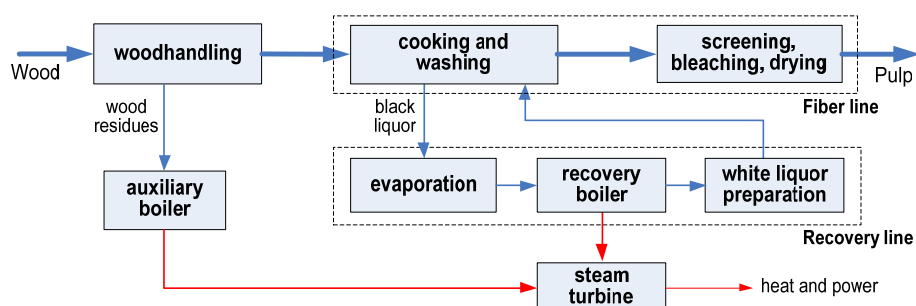 Wood
woodhandling
cooking and
washing
screening,
bleaching, drying
Pulp
Fiber line
wood
residues
black
liquor
auxiliary
boiler
evaporation
recovery
boiler
white liquor
preparation
Recovery line
steam
turbine
heat and power